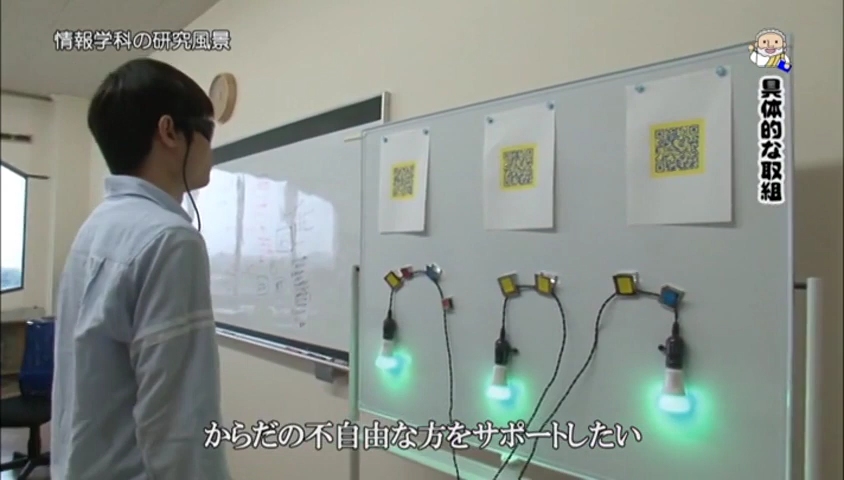 情報学科の研究風景
具体的な取組
からだの不自由な方をサポートしたい